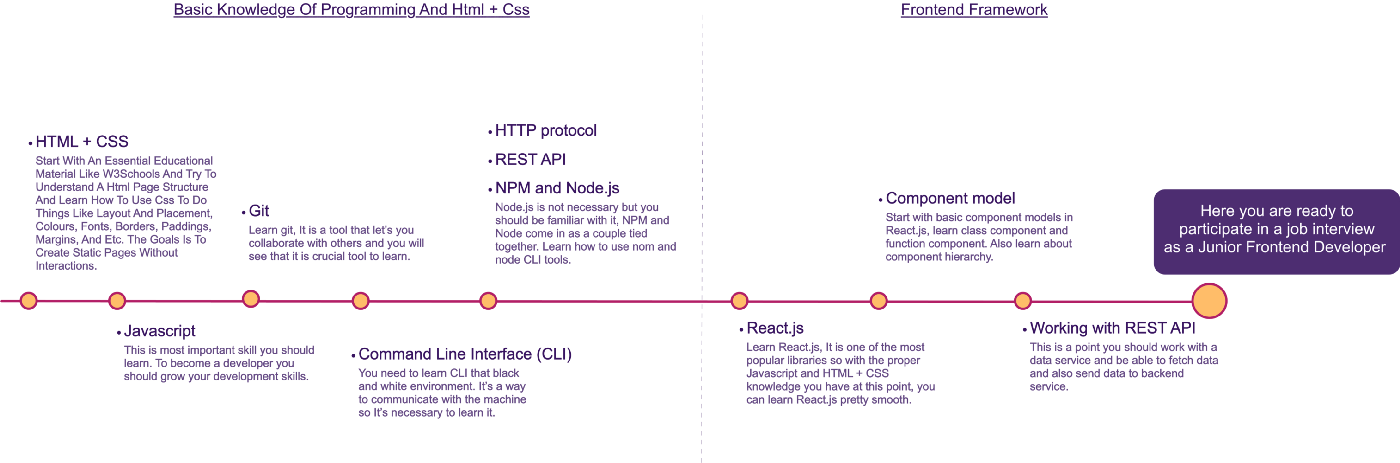 Basic Knowledge Of Programming And Html + Css
Frontend Framework
• HTML + CSS
Start With An Essential Educational
Material Like W3Schools And Try To
Understand A Html Page Structure
And Learn How To Use Css To Do
Things Like Layout And Placement,
Colours, Fonts, Borders, Paddings,
Margins, And Etc. The Goals Is To
Create Static Pages Without
Interactions.
• Javascript
This is most important skill you should
learn. To become a developer you
should grow your development skills.
• Git
Learn git, It is a tool that let's you
collaborate with others and you will
see that it is crucial tool to learn.
• Command Line Interface (CLI)
You need to learn CLI that black
and white environment. It's a way
to communicate with the machine
so It's necessary to learn it.
• HTTP protocol
• REST API
• NPM and Node.js
Node.js is not necessary but you
should be familiar with it, NPM and
Node come in as a couple tied
together. Learn how to use nom and
node CLI tools.
• React.js
Learn React.js, It is one of the most
popular libraries so with the proper
Javascript and HTML + CSS
knowledge you have at this point, you
can learn React.js pretty smooth.
• Component model
Start with basic component models in
React.js, learn class component and
function component. Also learn about
component hierarchy.
• Working with REST API
This is a point you should work with a
data service and be able to fetch data
and also send data to backend
service.
Here you are ready to
participate in a job interview
as a Junior Frontend Developer